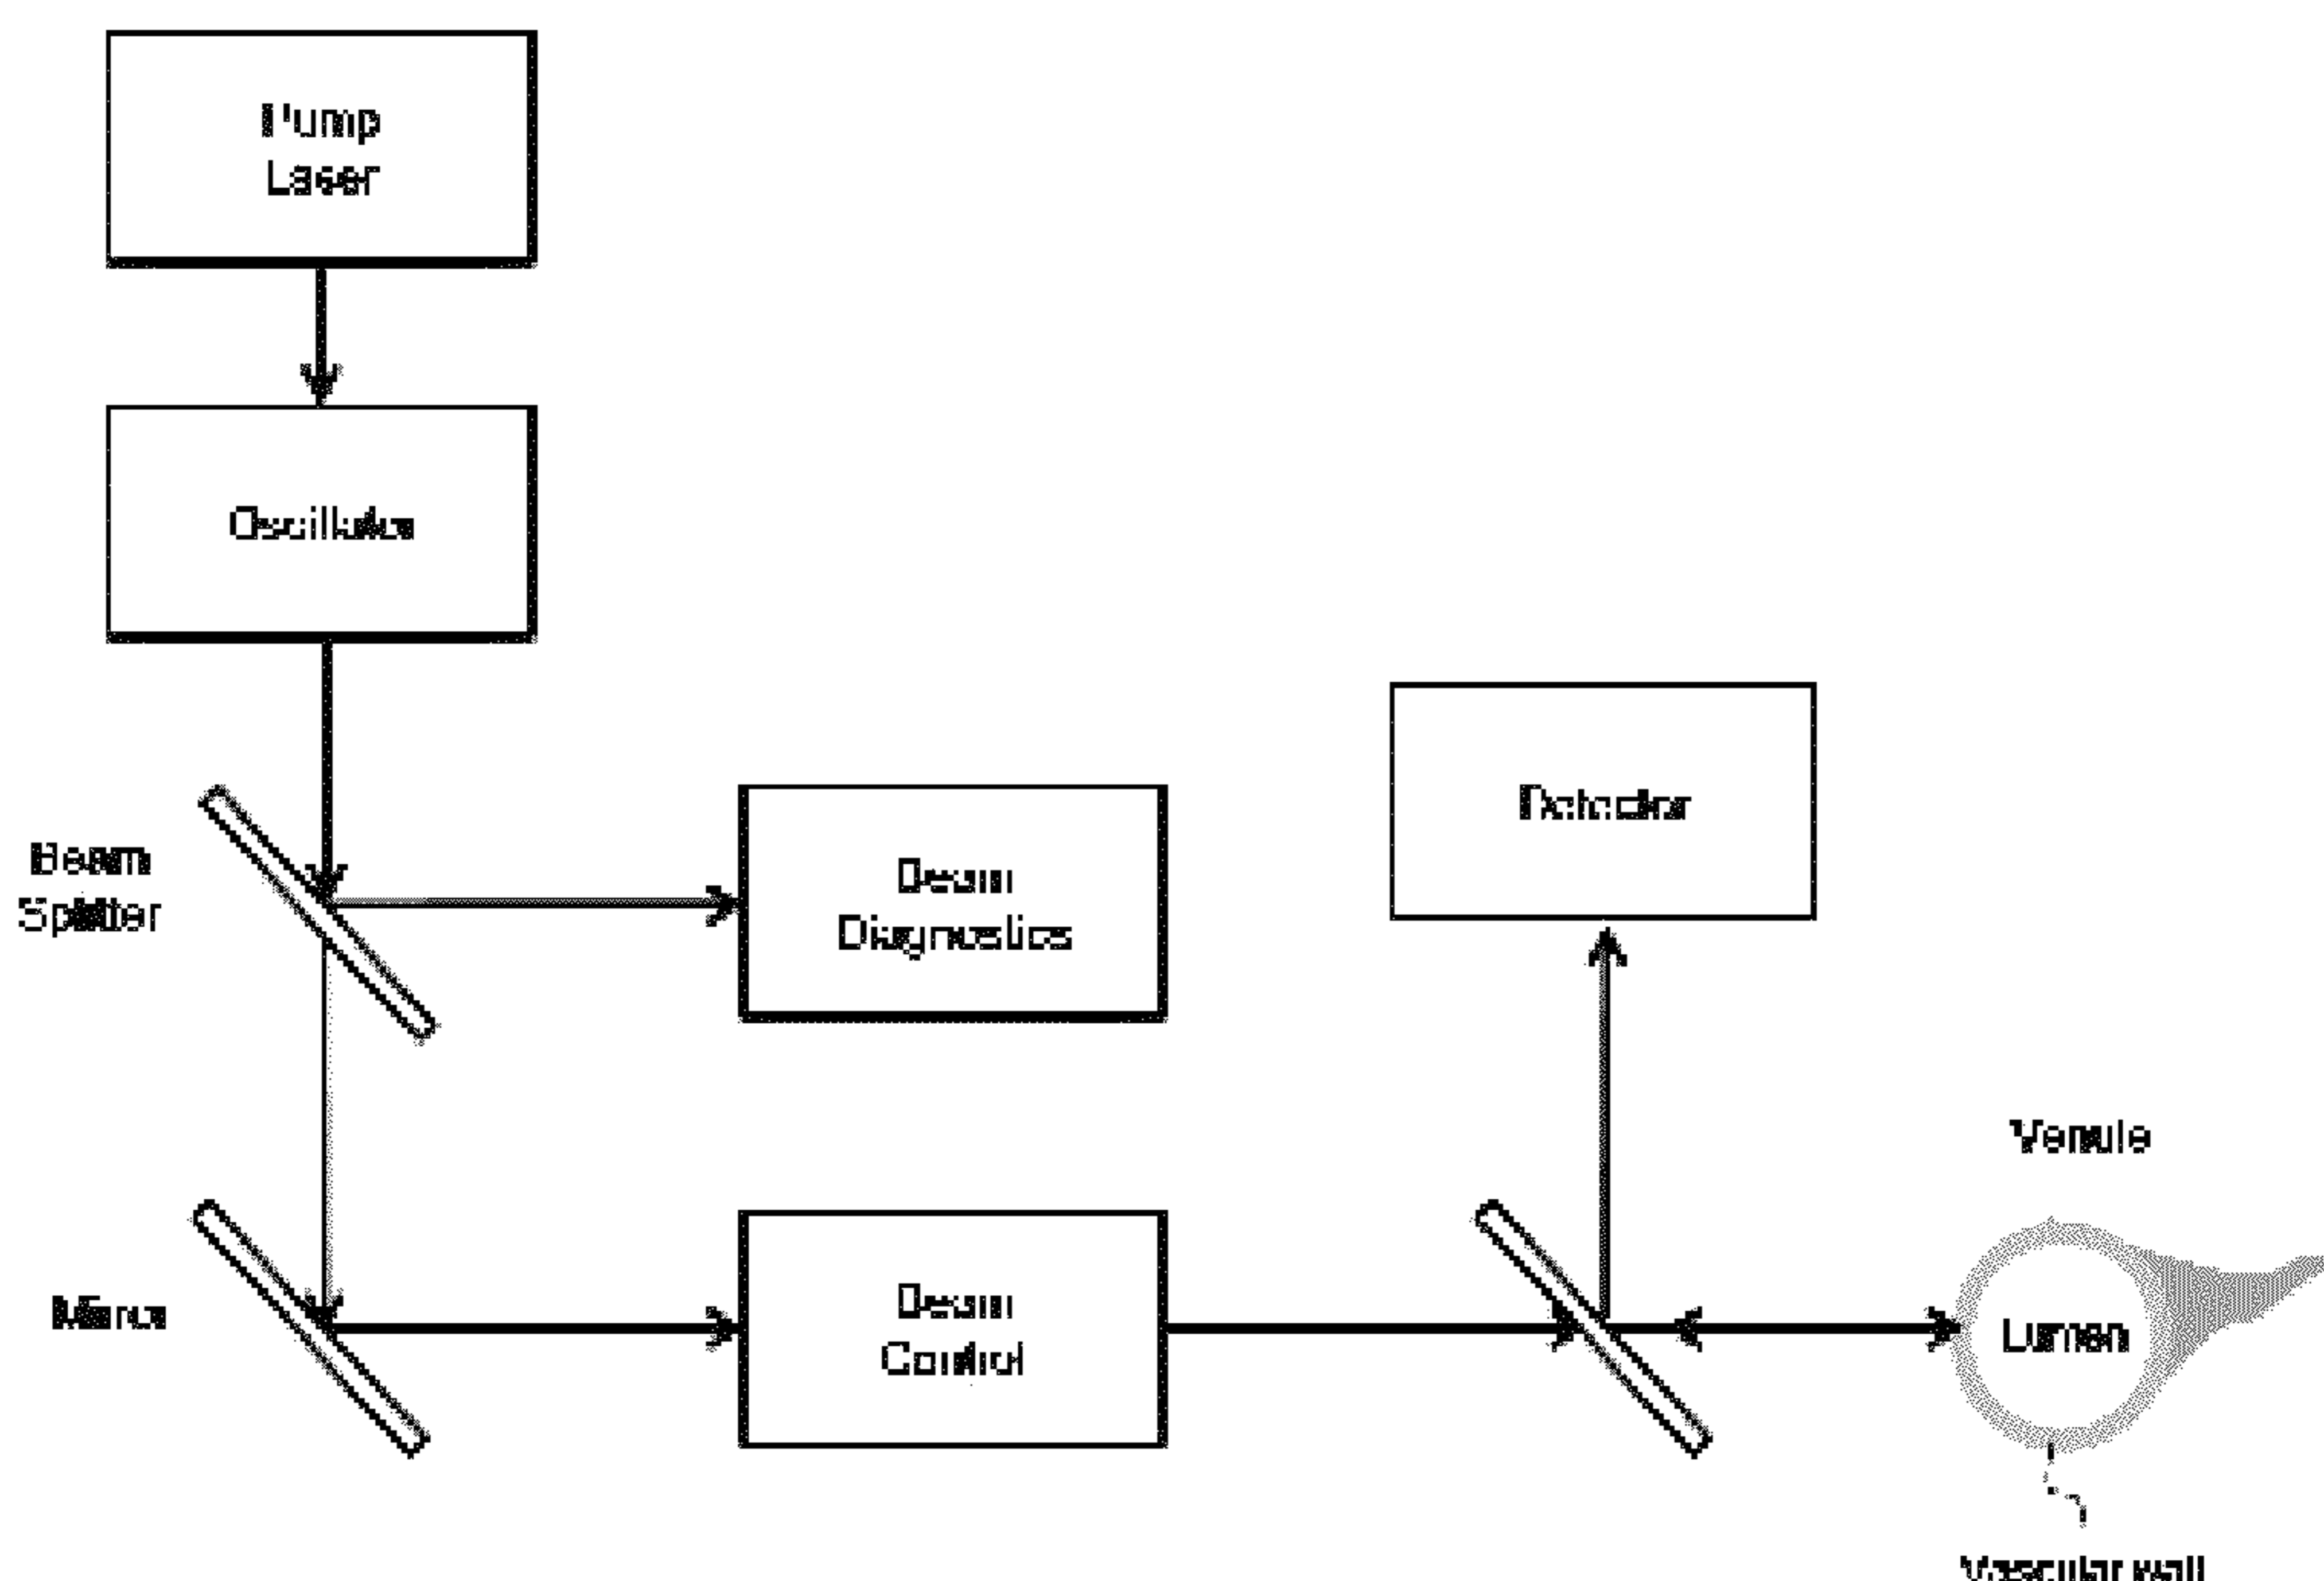 Pump
Laser
Oscillator
Beam
Splitter
Beam
Diagnostics
Detector
Mirror
Beam
Control
Venule
Lumen
Vascular wall